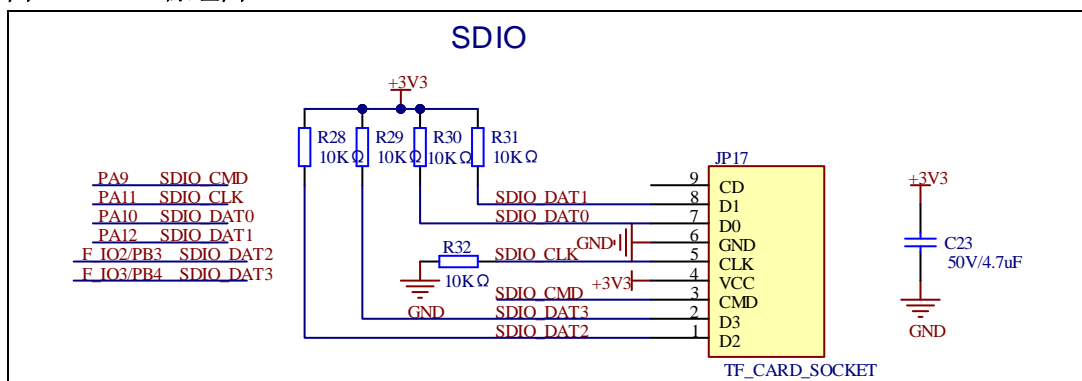 SDIO
+3V3
R28 R29 R30 R31
10KΩ 10KΩ 10KΩ 10KΩ
JP17
PA9 SDIO_CMD
PA11 SDIO_CLK
PA10 SDIO_DAT0
PA12 SDIO_DAT1
F_IO2/PB3 SDIO_DAT2
F_IO3/PB4 SDIO_DAT3
9 CD
SDIO_DAT1 8 D1
SDIO_DAT0 7 D0
GND 6 GND
R32 SDIO_CLK 5 CLK
10KΩ +3V3 4 VCC
GND SDIO_CMD 3 CMD
SDIO_DAT3 2 D3
SDIO_DAT2 1 D2
TF_CARD_SOCKET
+3V3
C23
50V/4.7uF
GND